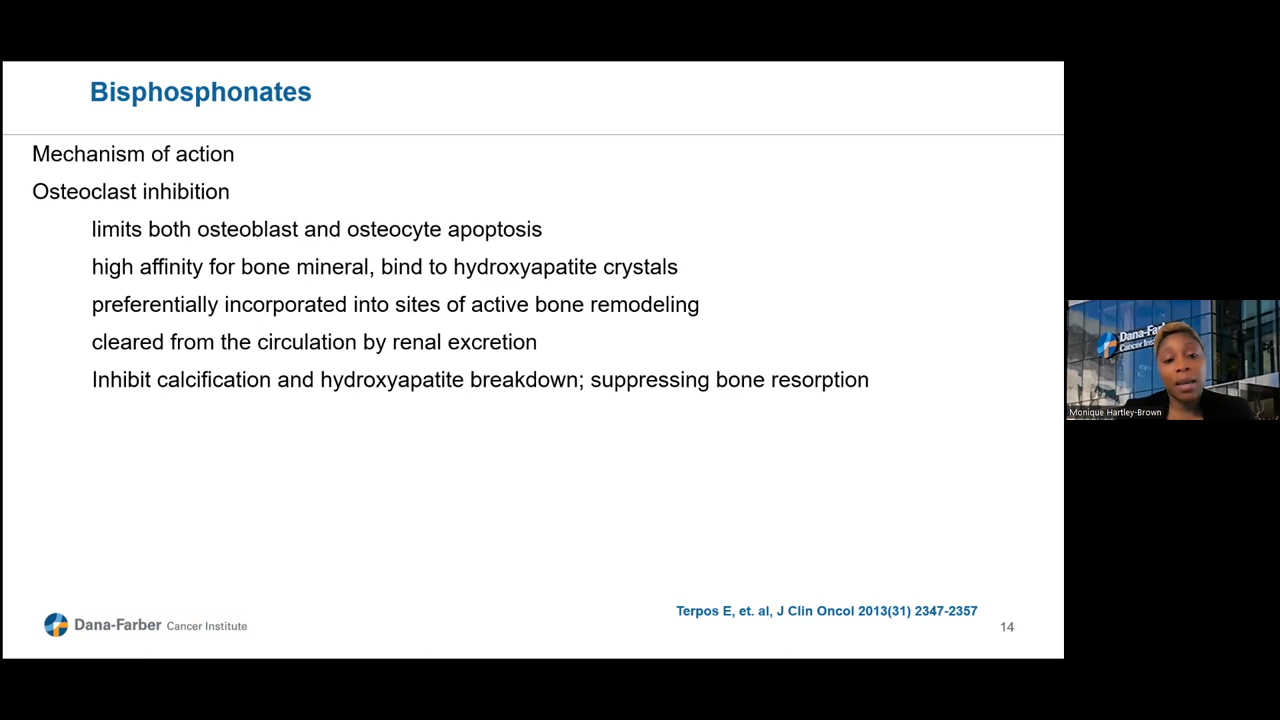 Bisphosphonates
Mechanism of action
Osteoclast inhibition
limits both osteoblast and osteocyte apoptosis
high affinity for bone mineral, bind to hydroxyapatite crystals
preferentially incorporated into sites of active bone remodeling
cleared from the circulation by renal excretion
Inhibit calcification and hydroxyapatite breakdown; suppressing bone resorption
Terpos E, et. al, J Clin Oncol 2013(31) 2347-2357
Dana-Farber Cancer Institute
14
Monique Hartley-Brown